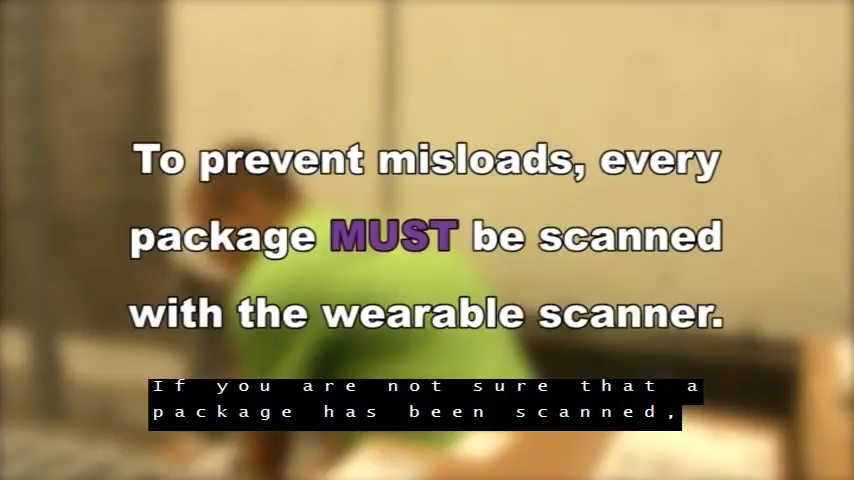 To prevent misloads, every
package MUST be scanned
with the wearable scanner.
If you are not sure that a
package has been scanned,